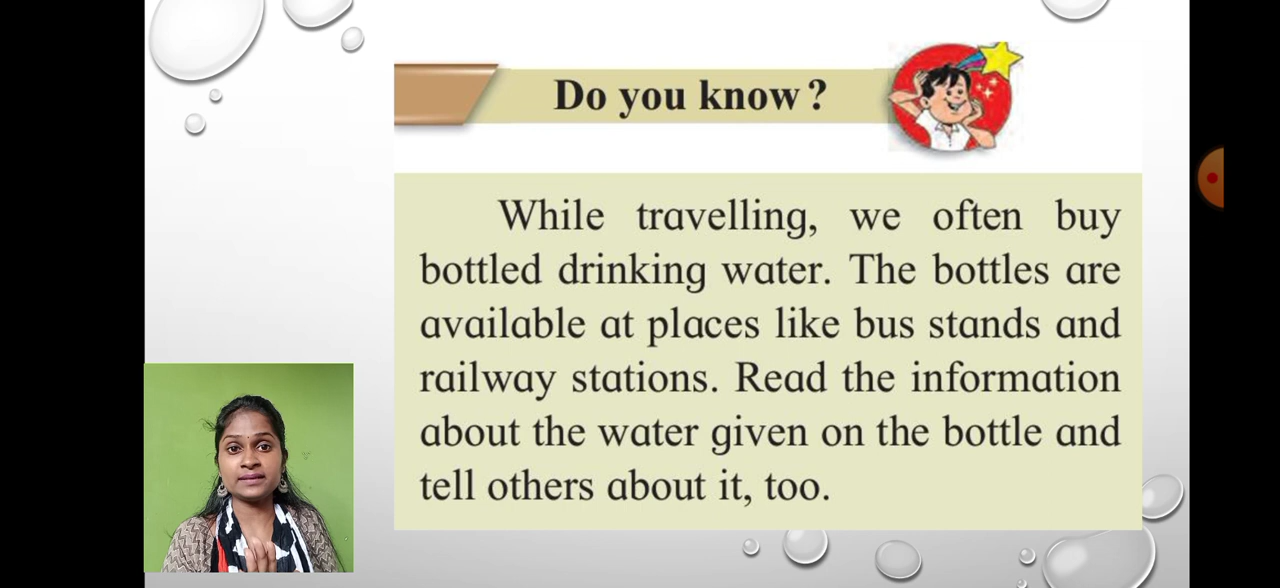 Do you know?
While travelling, we often buy
bottled drinking water. The bottles are
available at places like bus stands and
railway stations. Read the information
about the water given on the bottle and
tell others about it, too.